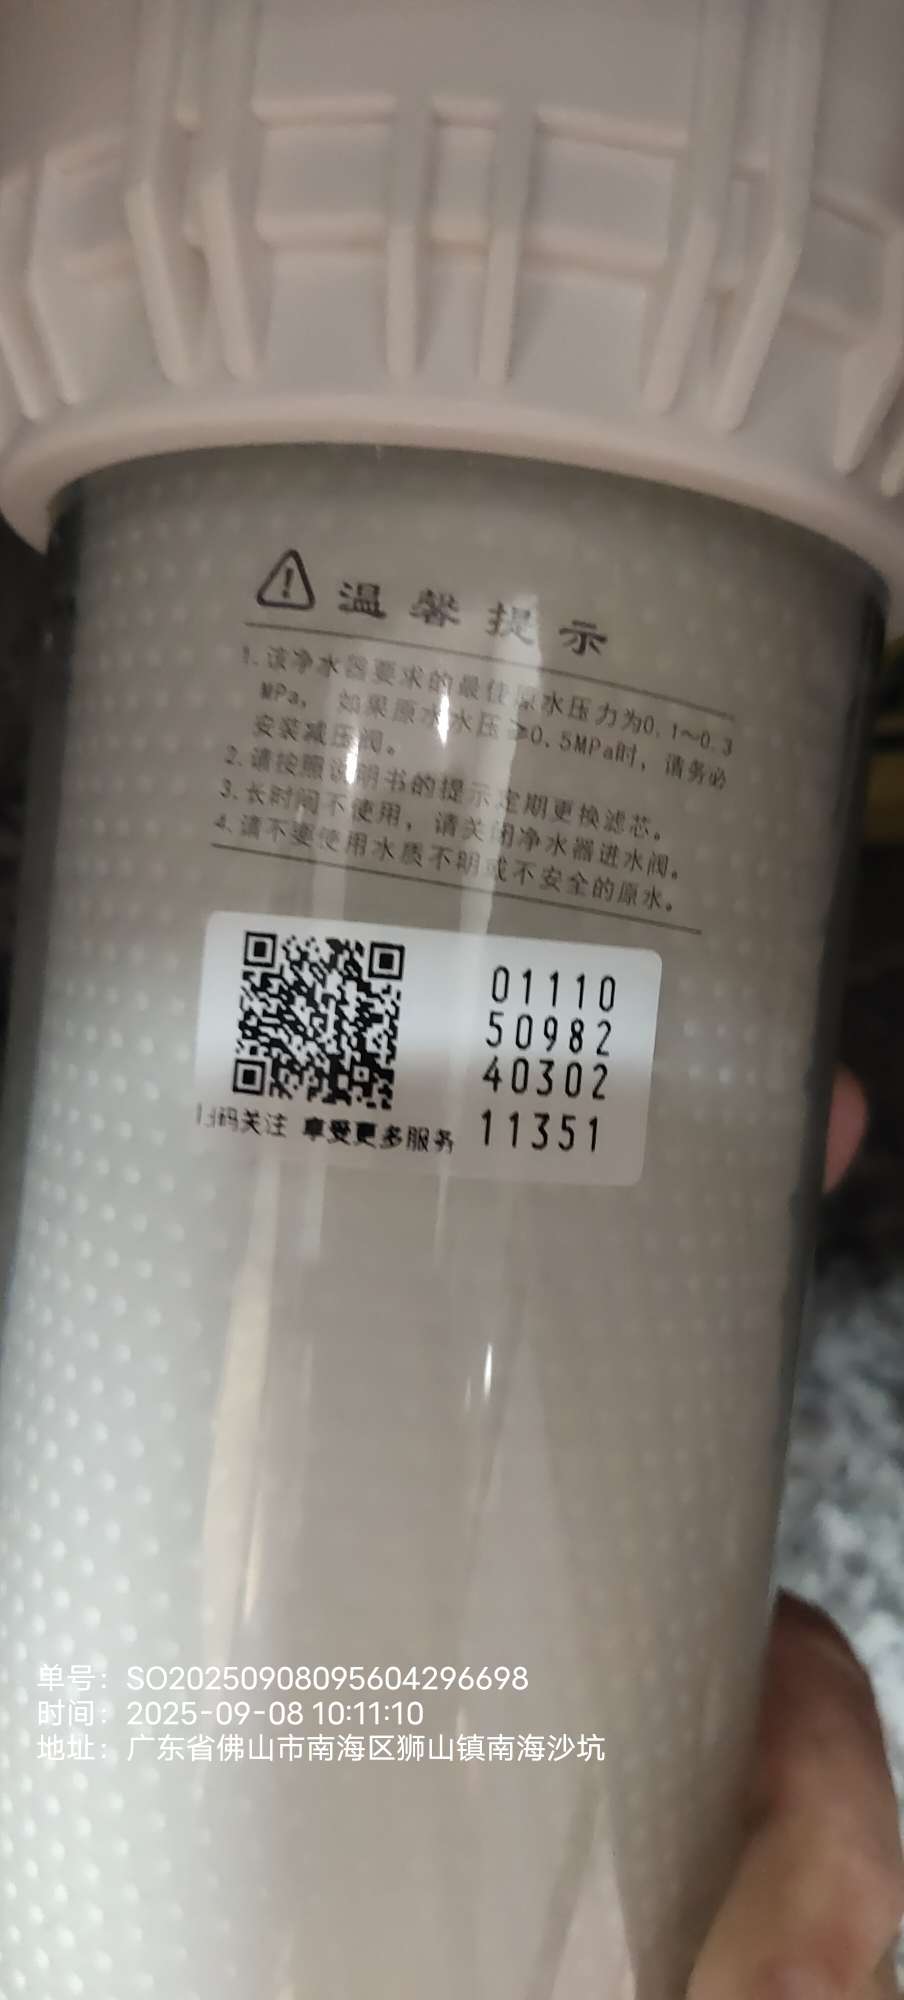 温馨提示
1.该净水器要求的最佳原水压力为0.1~0.3
MPa，如果原水水压≥0.5MPa时，请务必
安装减压阀。
2.请按照说明书的提示定期更换滤芯。
3.长时间不使用，请关闭净水器进水阀。
4.请不要使用水质不明或不安全的原水。
01110
50982
40302
11351
扫码关注 享受更多服务
单号：SO20250908095604296698
时间：2025-09-08 10:11:10
地址：广东省佛山市南海区狮山镇南海沙坑